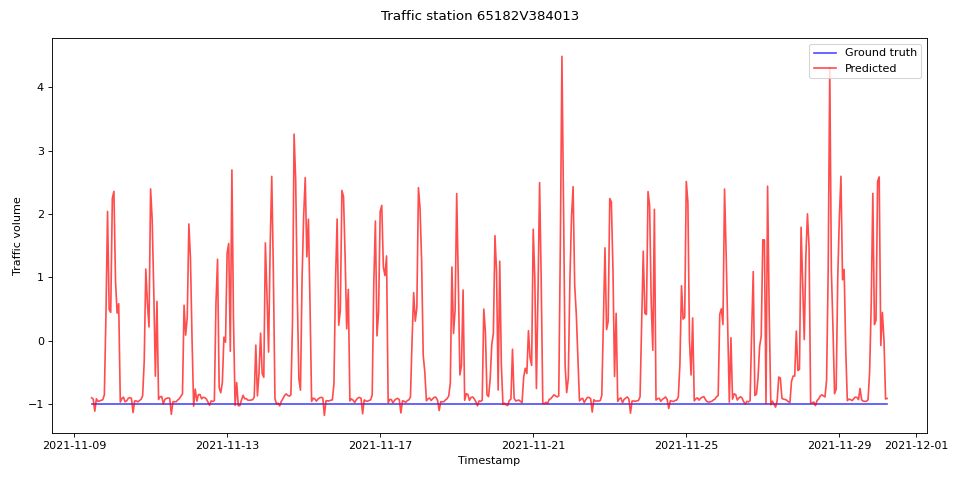 Traffic station 65182V384013
Ground truth
Predicted
Traffic volume
4
3
2
1
0
−1
2021-11-09
2021-11-13
2021-11-17
2021-11-21
2021-11-25
2021-11-29
2021-12-01
Timestamp